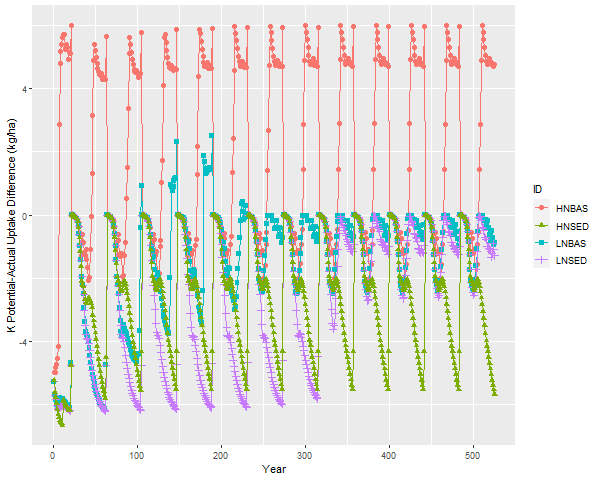 K Potential-Actual Uptake Difference (kg/ha)
4
0
-4
0
100
200
300
400
500
Year
ID
HNBAS
HNSED
LNBAS
LNSED